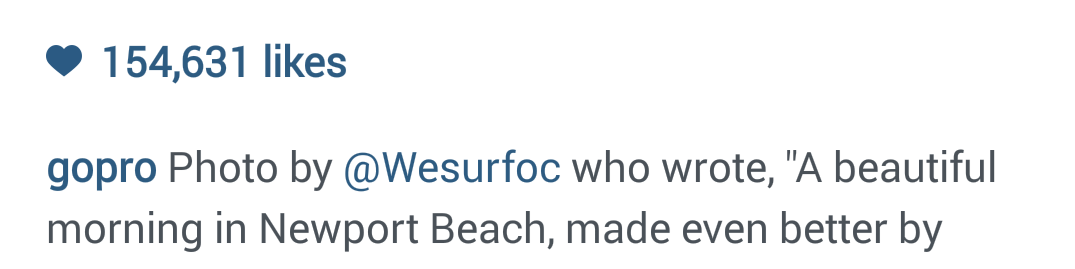 154,631 likes
gopro Photo by @Wesurfoc who wrote, "A beautiful
morning in Newport Beach, made even better by